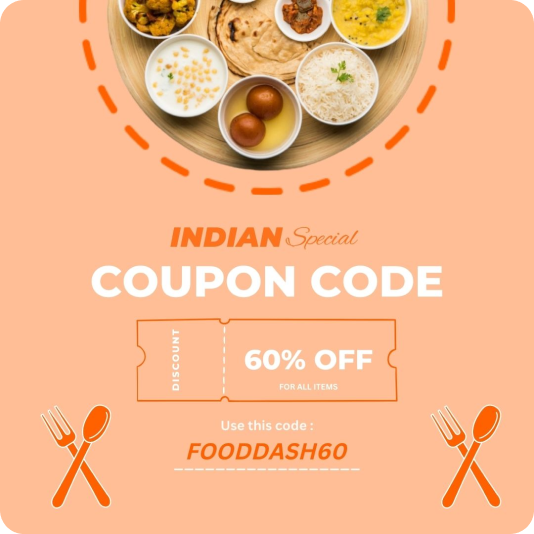 INDIAN Special
COUPON CODE
DISCOUNT
60% OFF
FOR ALL ITEMS
Use this code :
FOODDASH60